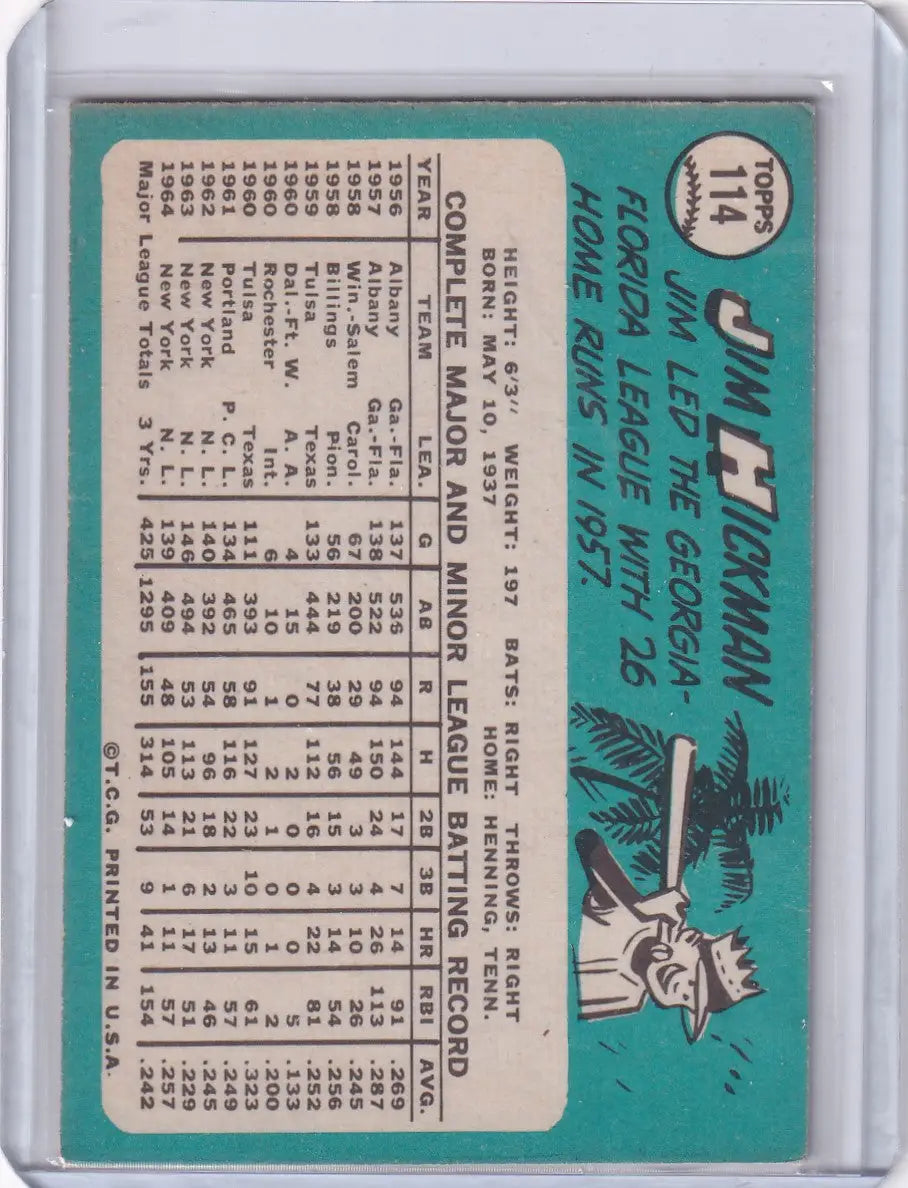 TOPPS
114
JIM HICKMAN
JIM LED THE GEORGIA-
FLORIDA LEAGUE WITH 26
HOME RUNS IN 1957.
HEIGHT: 6'3" WEIGHT: 197 BATS: RIGHT THROWS: RIGHT
BORN: MAY 10, 1937 HOME: HENNING, TENN.
COMPLETE MAJOR AND MINOR LEAGUE BATTING RECORD
YEAR TEAM LEA. G AB R H 2B 3B HR RBI AVG.
1956 Albany Ga.-Fla. 137 536 94 144 17 7 14 91 .269
1957 Albany Ga.-Fla. 138 522 94 150 24 4 26 113 .287
1958 Win.-Salem Carol. 67 200 29 49 3 3 10 26 .245
1958 Billings Pion. 56 219 38 56 15 3 14 54 .256
1959 Tulsa Texas 133 444 77 112 16 4 22 81 .252
1960 Dal.-Ft. W. A. A. 4 15 0 2 0 0 0 5 .133
1960 Rochester Int. 6 10 1 2 1 0 1 2 .200
1960 Tulsa Texas 111 393 91 127 23 10 15 61 .323
1961 Portland P. C. L. 134 465 58 116 22 3 11 57 .249
1962 New York N. L. 140 392 54 96 18 2 13 46 .245
1963 New York N. L. 146 494 53 113 21 6 17 51 .229
1964 New York N. L. 139 409 48 105 14 1 11 57 .257
Major League Totals 3 Yrs. 425 1295 155 314 53 9 41 154 .242
©T.C.G. PRINTED IN U.S.A.